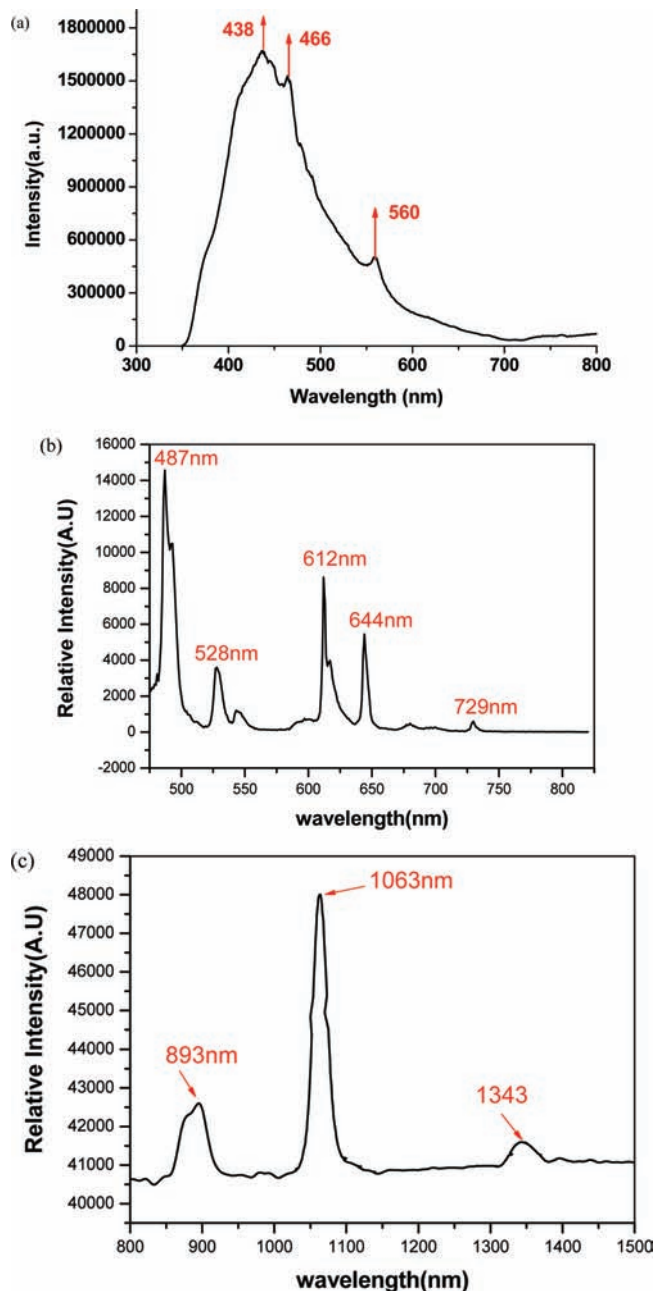 (a)
438
466
560
Intensity(a.u.)
1800000
1500000
1200000
900000
600000
300000
0
300 400 500 600 700 800
Wavelength (nm)
(b)
487nm
528nm
612nm
644nm
729nm
Relative Intensity(A.U)
16000
14000
12000
10000
8000
6000
4000
2000
0
-2000
500 550 600 650 700 750 800
wavelength(nm)
(c)
893nm
1063nm
1343
Relative Intensity(A.U)
49000
48000
47000
46000
45000
44000
43000
42000
41000
40000
800 900 1000 1100 1200 1300 1400 1500
wavelength(nm)